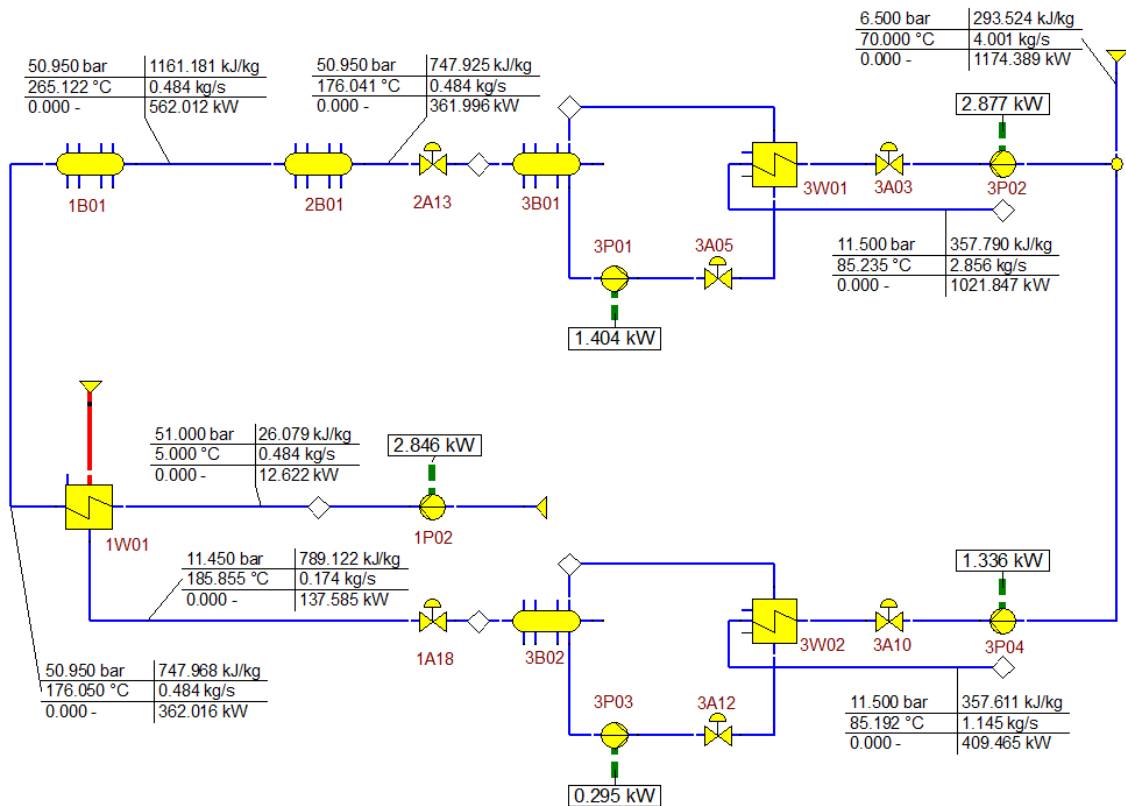 6.500 bar 293.524 kJ/kg
70.000 °C 4.001 kg/s
0.000 - 1174.389 kW
50.950 bar 1161.181 kJ/kg
265.122 °C 0.484 kg/s
0.000 - 562.012 kW
50.950 bar 747.925 kJ/kg
176.041 °C 0.484 kg/s
0.000 - 361.996 kW
2.877 kW
1B01
2B01
2A13
3B01
3W01
3A03
3P02
3P01
3A05
11.500 bar 357.790 kJ/kg
85.235 °C 2.856 kg/s
0.000 - 1021.847 kW
1.404 kW
51.000 bar 26.079 kJ/kg
5.000 °C 0.484 kg/s
0.000 - 12.622 kW
2.846 kW
1W01
1P02
11.450 bar 789.122 kJ/kg
185.855 °C 0.174 kg/s
0.000 - 137.585 kW
1.336 kW
1A18
3B02
3W02
3A10
3P04
50.950 bar 747.968 kJ/kg
176.050 °C 0.484 kg/s
0.000 - 362.016 kW
3P03
3A12
11.500 bar 357.611 kJ/kg
85.192 °C 1.145 kg/s
0.000 - 409.465 kW
0.295 kW